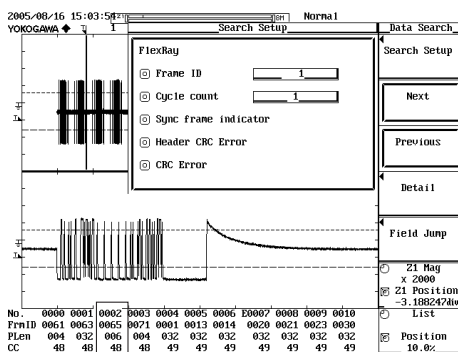 2005/08/16 15:03:54
Normal
YOKOGAWA ◆
1
Search Setup
Data Search
FlexRay
Frame ID 1
Cycle count 1
Sync frame indicator
Header CRC Error
CRC Error
Search Setup
Next
Previous
Detail
Field Jump
Z1 Mag
x 2000
Z1 Position
-3.188247div
List
Position
10.0%
No. 0000 0001 0002 0003 0004 0005 0006 0007 0008 0009 0010
FrmID 0061 0063 0065 0071 0001 0013 0014 0020 0021 0023 0030
PLen 004 032 006 004 032 032 032 032 032 032 032
CC 48 48 48 48 49 49 49 49 49 49 49